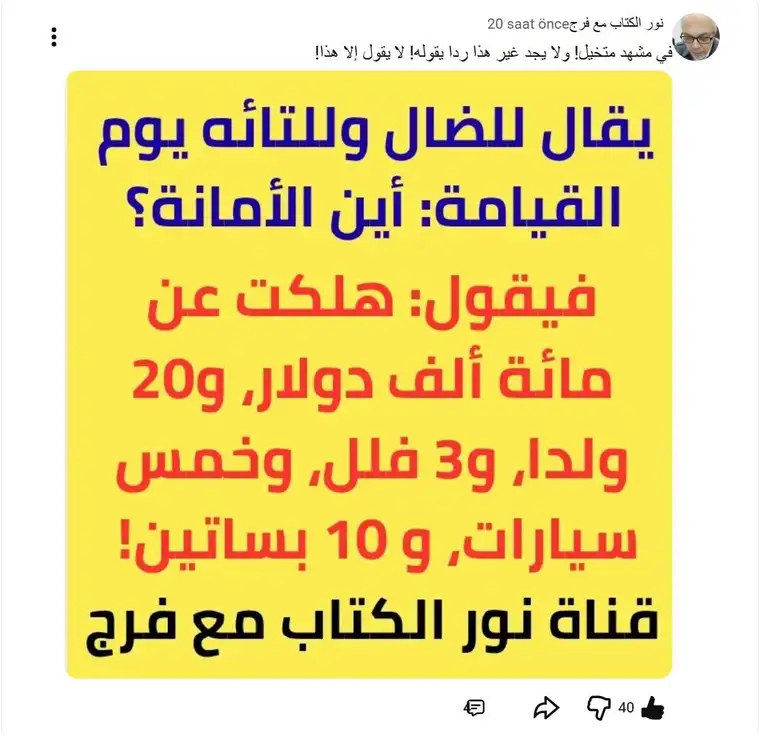 نور الكتاب مع فرج 20 saat önce
في مشهد متخيل! ولا يجد غير هذا ردا يقوله! لا يقول إلا هذا!
يقال للضال وللتائه يوم
القيامة: أين الأمانة؟
فيقول: هلكت عن
مائة ألف دولار، و20
ولدا، و3 فلل، وخمس
سيارات، و 10 بساتين!
قناة نور الكتاب مع فرج
40
4